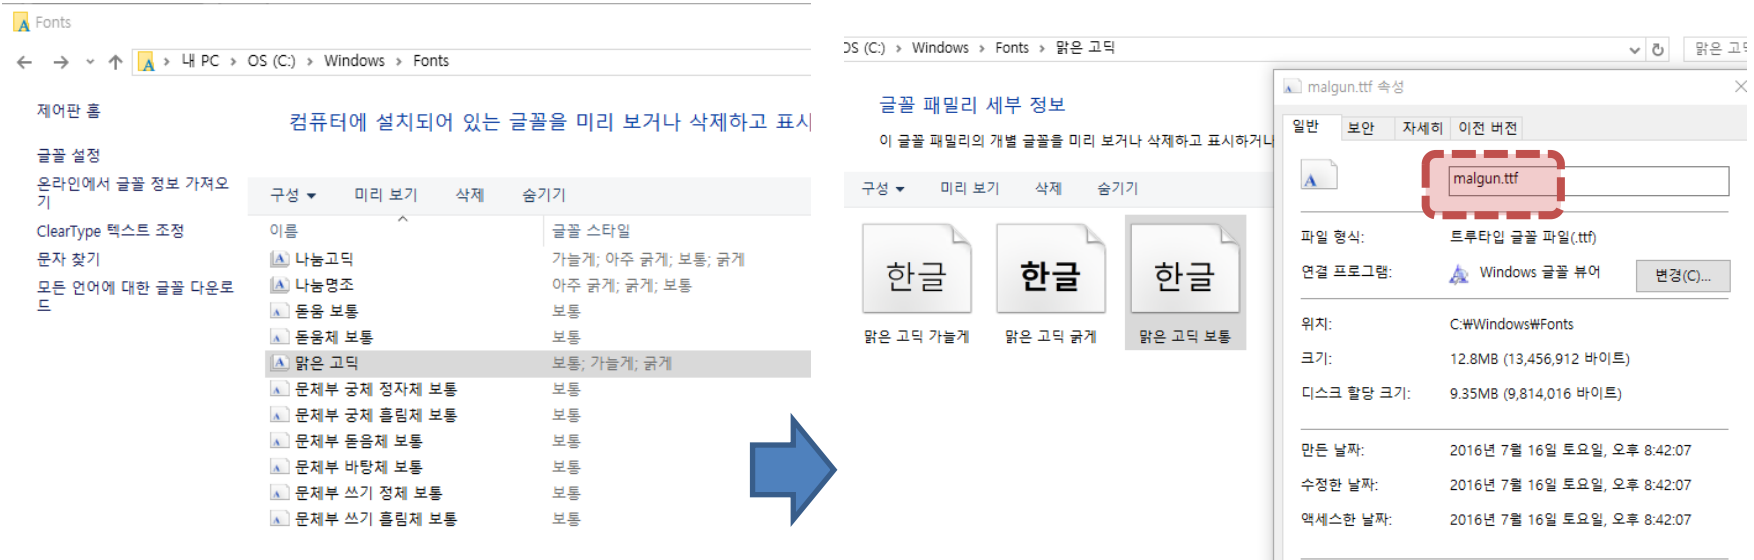 Fonts
내 PC > OS (C:) > Windows > Fonts
제어판 홈
글꼴 설정
온라인에서 글꼴 정보 가져오
기
ClearType 텍스트 조정
문자 찾기
모든 언어에 대한 글꼴 다운로
드
컴퓨터에 설치되어 있는 글꼴을 미리 보거나 삭제하고 표시
구성 미리 보기 삭제 숨기기
이름 글꼴 스타일
나눔고딕 가늘게; 아주 굵게; 보통; 굵게
나눔명조 아주 굵게; 굵게; 보통
돋움 보통 보통
돋움체 보통 보통
맑은 고딕 보통; 가늘게; 굵게
문체부 궁체 정자체 보통 보통
문체부 궁체 흘림체 보통 보통
문체부 돋음체 보통 보통
문체부 바탕체 보통 보통
문체부 쓰기 정체 보통 보통
문체부 쓰기 흘림체 보통 보통
OS (C:) > Windows > Fonts > 맑은 고딕
맑은 고딕
글꼴 패밀리 세부 정보
이 글꼴 패밀리의 개별 글꼴을 미리 보거나 삭제하고 표시하거나
구성 미리 보기 삭제 숨기기
한글 한글 한글
맑은 고딕 가늘게 맑은 고딕 굵게 맑은 고딕 보통
malgun.ttf 속성
일반 보안 자세히 이전 버전
malgun.ttf
파일 형식: 트루타입 글꼴 파일(.ttf)
연결 프로그램: Windows 글꼴 뷰어 변경(C)...
위치: C:₩Windows₩Fonts
크기: 12.8MB (13,456,912 바이트)
디스크 할당 크기: 9.35MB (9,814,016 바이트)
만든 날짜: 2016년 7월 16일 토요일, 오후 8:42:07
수정한 날짜: 2016년 7월 16일 토요일, 오후 8:42:07
액세스한 날짜: 2016년 7월 16일 토요일, 오후 8:42:07